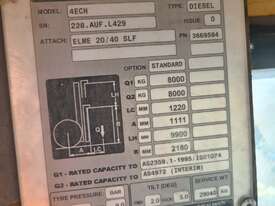 MODEL: 4ECH TYPE: DIESEL
SN: 220.AUF.L429 ISSUE 0
ATTACH: ELME 20/40 SLF PN 3669584
OPTION STANDARD
Q1 KG 8000
Q2 KG 8000
LC MM 1220
A MM 1111
LH MM 9900
R MM 2180
Q1 - RATED CAPACITY TO AS2359.1-1995/ISO1074
Q2 - RATED CAPACITY TO AS4972 (INTERIM)
TYRE PRESSURE BAR TILT (DEG) SERVICE WT
2.0 5.0 29040 KG